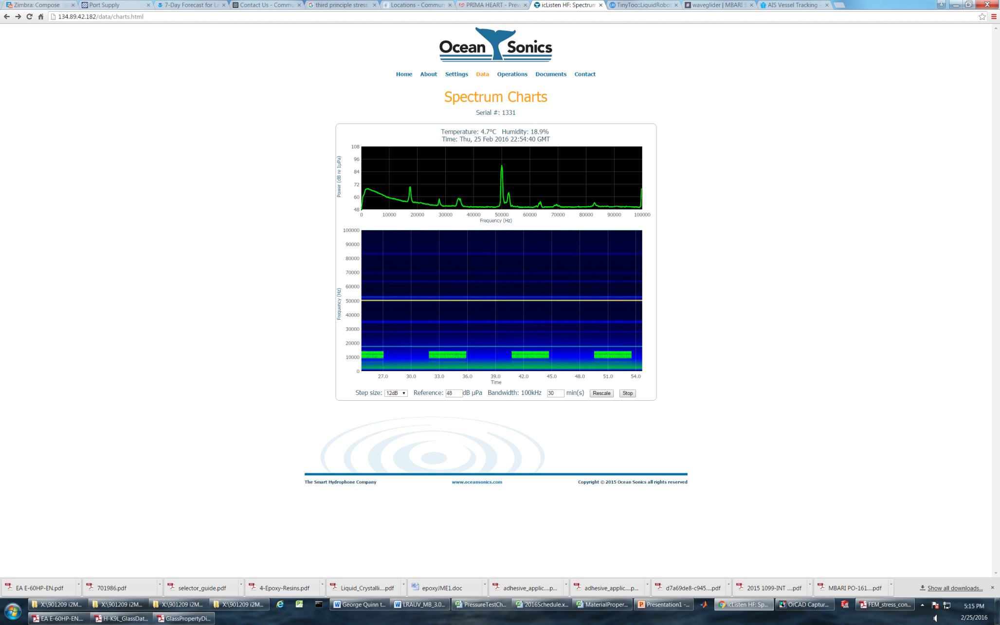 Zimbra: Compose
Port Supply
7-Day Forecast for La
Contact Us - Commu
third principle stress
Locations - Commun
PRIMA HEART - Prev
icListen HF: Spectrum
TinyToo::LiquidRobot
waveglider | MBARI S
AIS Vessel Tracking -
134.89.42.182/data/charts.html
Ocean Sonics
Home About Settings Data Operations Documents Contact
Spectrum Charts
Serial #: 1331
Temperature: 4.7°C Humidity: 18.9%
Time: Thu, 25 Feb 2016 22:54:40 GMT
108
96
84
72
60
48
Power (dB re 1µPa)
0 10000 20000 30000 40000 50000 60000 70000 80000 90000 100000
Frequency (Hz)
100000
90000
80000
70000
60000
50000
40000
30000
20000
10000
0
Frequency (Hz)
27.0 30.0 33.0 36.0 39.0 42.0 45.0 48.0 51.0 54.0
Time
Step size: 12dB Reference: 48 dB µPa Bandwidth: 100kHz 30 min(s) Rescale Stop
The Smart Hydrophone Company www.oceansonics.com Copyright © 2015 Ocean Sonics all rights reserved
EA E-60HP-EN.pdf
701986.pdf
selector_guide.pdf
4-Epoxy-Resins.pdf
Liquid_Crystalli....pdf
epoxyJME1.doc
adhesive_applic....p...
adhesive_applic....p...
d7a69de8-c945....pdf
2015 1099-INT ....pdf
MBARI PO-161....pdf
Show all downloads...
X:\901209 i2M...
X:\901209 i2M...
X:\901209 i2M...
X:\901209 i2M...
George Quinn t...
LRAUV_MB_3.0...
PressureTestCh...
2016Schedule.x...
MaterialProper...
Presentation1 -...
icListen HF: Sp...
OrCAD Captur...
FEM_stress_con...
5:15 PM
EA E-60HP-EN....
H-K9L_GlassDat...
GlassPropertyDi...
2/25/2016